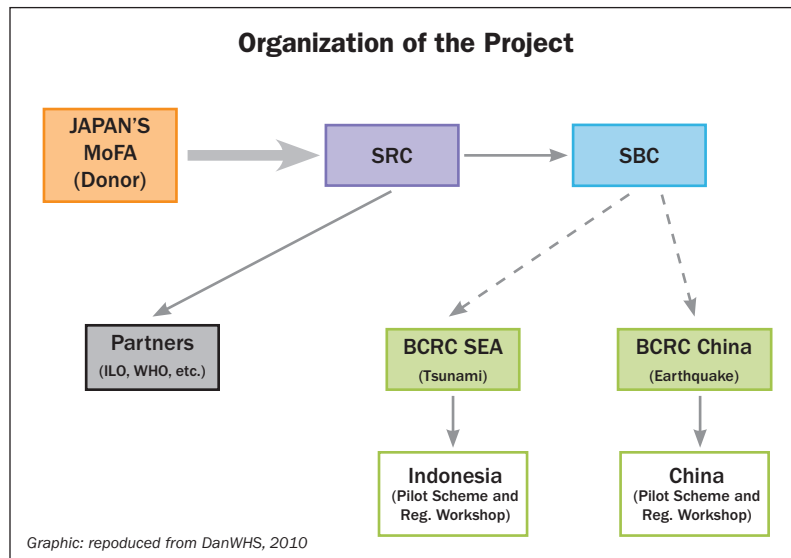 Organization of the Project
JAPAN'S
MoFA
(Donor)
SRC
SBC
Partners
(ILO, WHO, etc.)
BCRC SEA
(Tsunami)
BCRC China
(Earthquake)
Indonesia
(Pilot Scheme and
Reg. Workshop)
China
(Pilot Scheme and
Reg. Workshop)
Graphic: repoduced from DanWHS, 2010